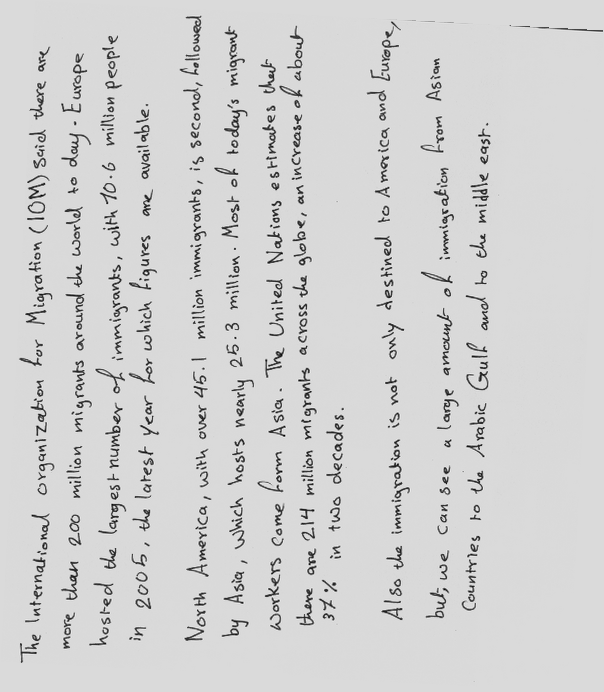 The International organization for Migration (IOM) said there are
more than 200 million migrants around the world to day. Europe
hosted the largest number of immigrants, with 70.6 million people
in 2005, the latest year for which figures are available.
North America, with over 45.1 million immigrants, is second, followed
by Asia, which hosts nearly 25.3 million. Most of today's migrant
workers come form Asia. The United Nations estimates that
there are 214 million migrants across the globe, an increase of about
37% in two decades.
Also the immigration is not only destined to America and Europe,
but, we can see a large amount of immigration from Asian
Countries to the Arabic Gulf and to the middle east.